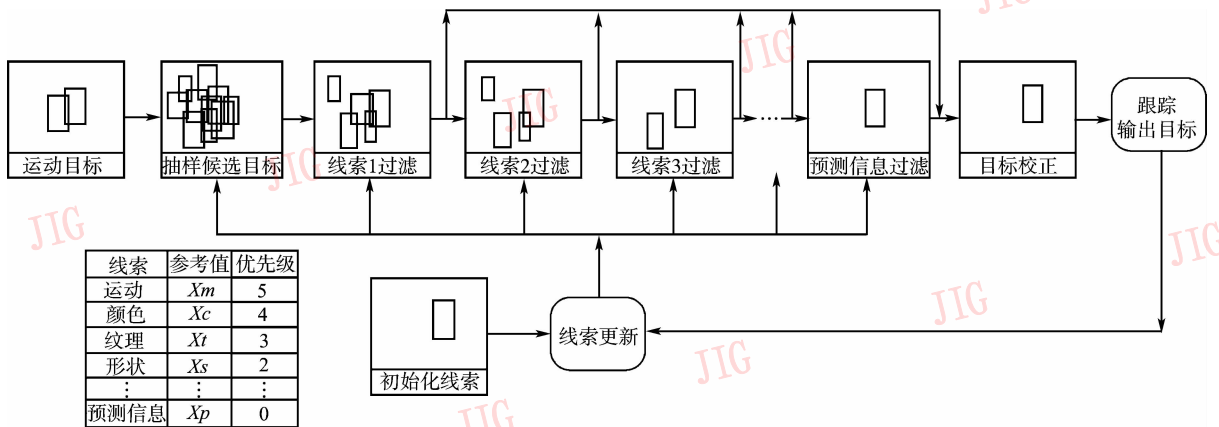 JIG
JIG
JIG
运动目标
抽样候选目标
线索1过滤
线索2过滤
线索3过滤
…
预测信息过滤
目标校正
跟踪
输出目标
JIG
JIG
JIG
线索 参考值 优先级
运动 Xm 5
颜色 Xc 4
纹理 Xt 3
形状 Xs 2
⋮ ⋮ ⋮
预测信息 Xp 0
初始化线索
线索更新
JIG
JIG
JIG